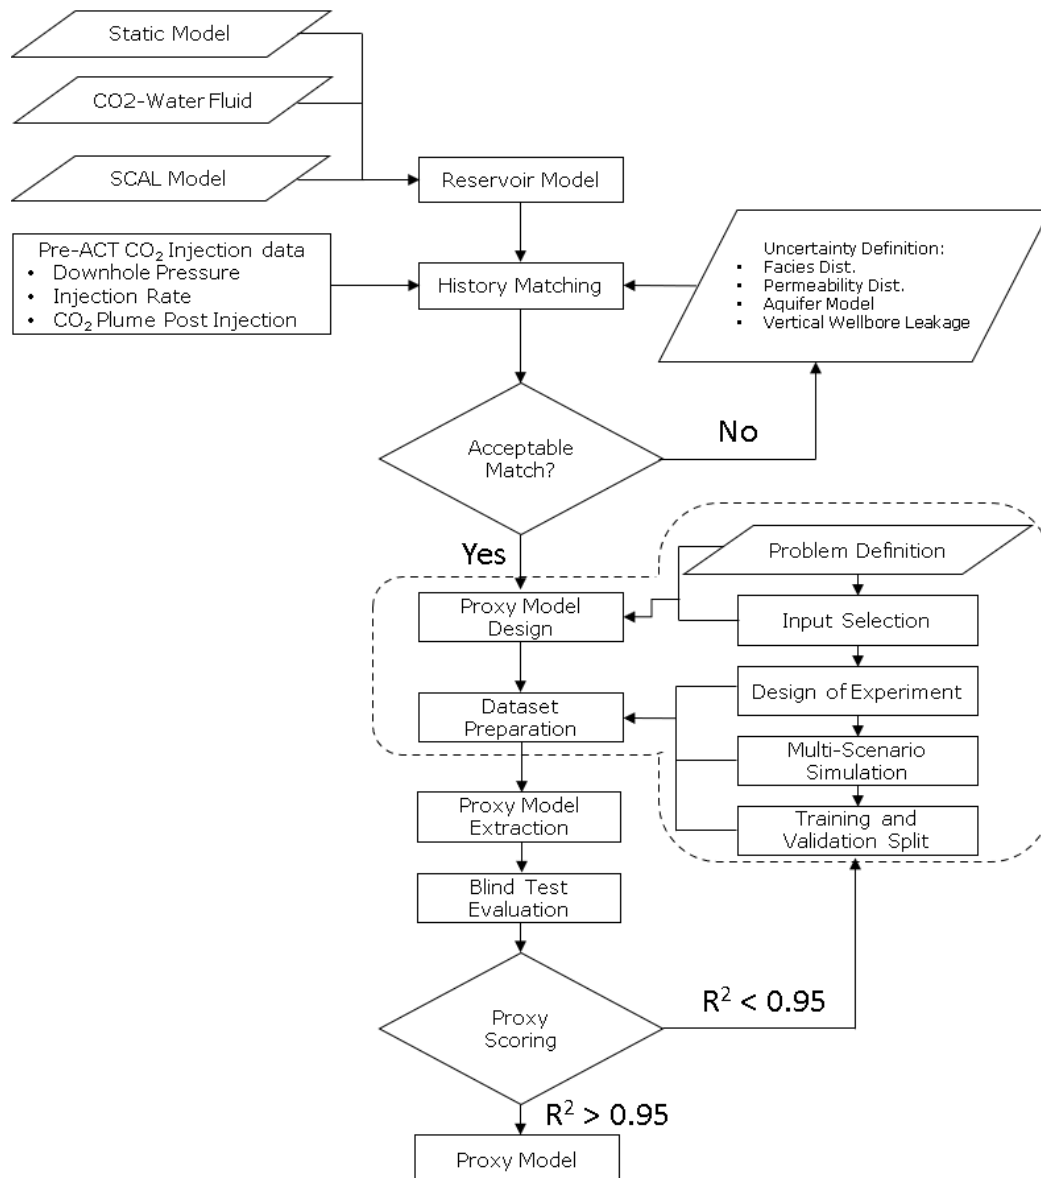 Static Model
CO2-Water Fluid
SCAL Model
Reservoir Model
Pre-ACT CO₂ Injection data
• Downhole Pressure
• Injection Rate
• CO₂ Plume Post Injection
History Matching
Uncertainty Definition:
▪ Facies Dist.
▪ Permeability Dist.
▪ Aquifer Model
▪ Vertical Wellbore Leakage
Acceptable
Match?
No
Yes
Problem Definition
Proxy Model
Design
Input Selection
Dataset
Preparation
Design of Experiment
Multi-Scenario
Simulation
Training and
Validation Split
Proxy Model
Extraction
Blind Test
Evaluation
Proxy
Scoring
R² < 0.95
R² > 0.95
Proxy Model